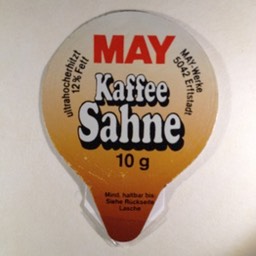 MAY
ultrahocherhitzt
12% Fett
MAY-Werke
5042 Erftstadt
Kaffee
Sahne
10 g
Mind. haltbar bis,
Siehe Rückseite
Lasche